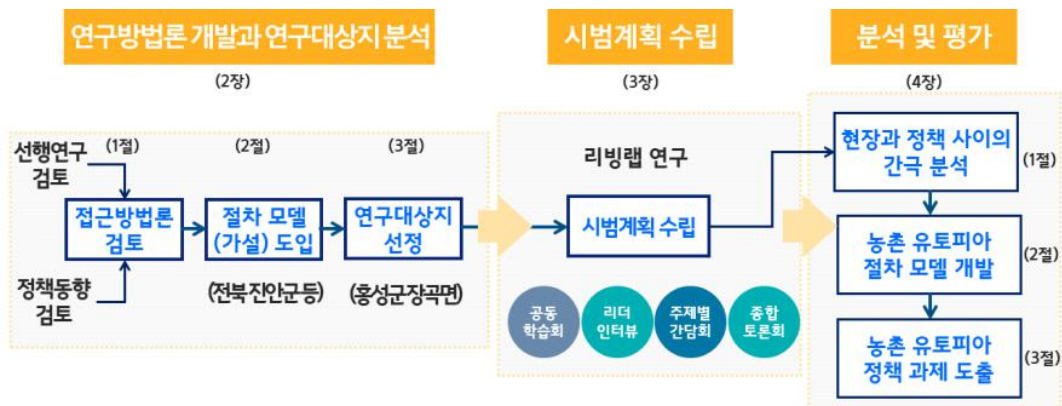 연구방법론 개발과 연구대상지 분석
(2장)
(1절)
(2절)
(3절)
선행연구
검토
접근방법론
검토
정책동향
검토
절차 모델
(가설) 도입
(전북진안군등)
연구대상지
선정
(홍성군장곡면)
시범계획 수립
(3장)
리빙랩 연구
시범계획 수립
공동
학습회
리더
인터뷰
주제별
간담회
종합
토론회
분석 및 평가
(4장)
현장과 정책 사이의
간극 분석
(1절)
농촌 유토피아
절차 모델 개발
(2절)
농촌 유토피아
정책 과제 도출
(3절)